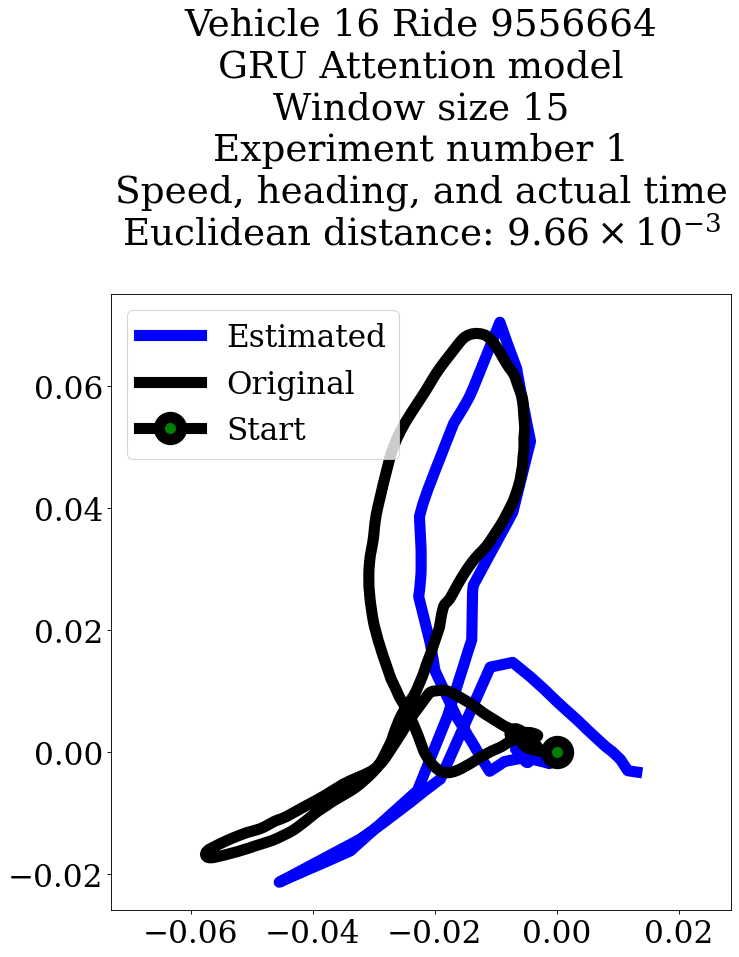 Vehicle 16 Ride 9556664
GRU Attention model
Window size 15
Experiment number 1
Speed, heading, and actual time
Euclidean distance: 9.66 × 10⁻³
Estimated
Original
Start
0.06
0.04
0.02
0.00
−0.02
−0.06 −0.04 −0.02 0.00 0.02